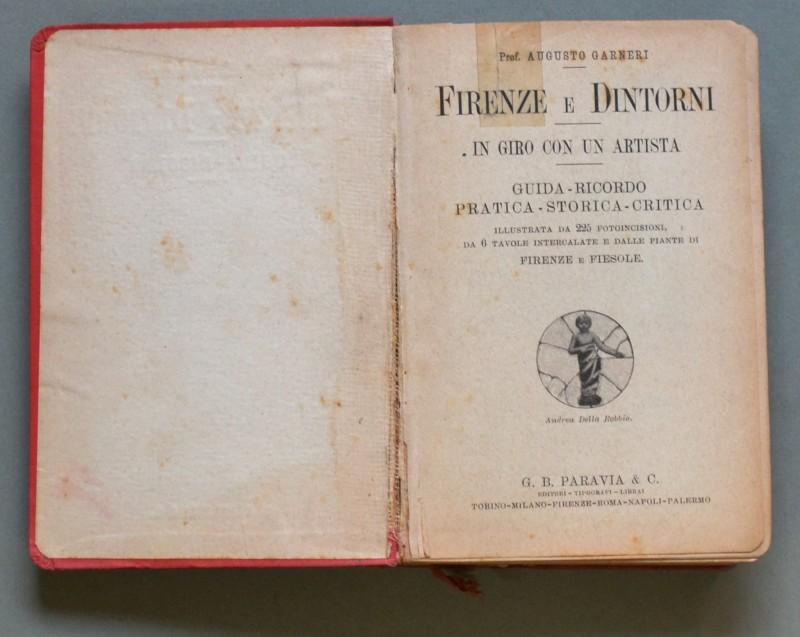 Prof. AUGUSTO GARNERI
FIRENZE E DINTORNI
IN GIRO CON UN ARTISTA
GUIDA-RICORDO
PRATICA-STORICA-CRITICA
ILLUSTRATA DA 225 FOTOINCISIONI,
DA 6 TAVOLE INTERCALATE E DALLE PIANTE DI
FIRENZE E FIESOLE.
Andrea Della Robbia.
G. B. PARAVIA & C.
EDITORI - TIPOGRAFI - LIBRAI
TORINO-MILANO-FIRENZE-ROMA-NAPOLI-PALERMO